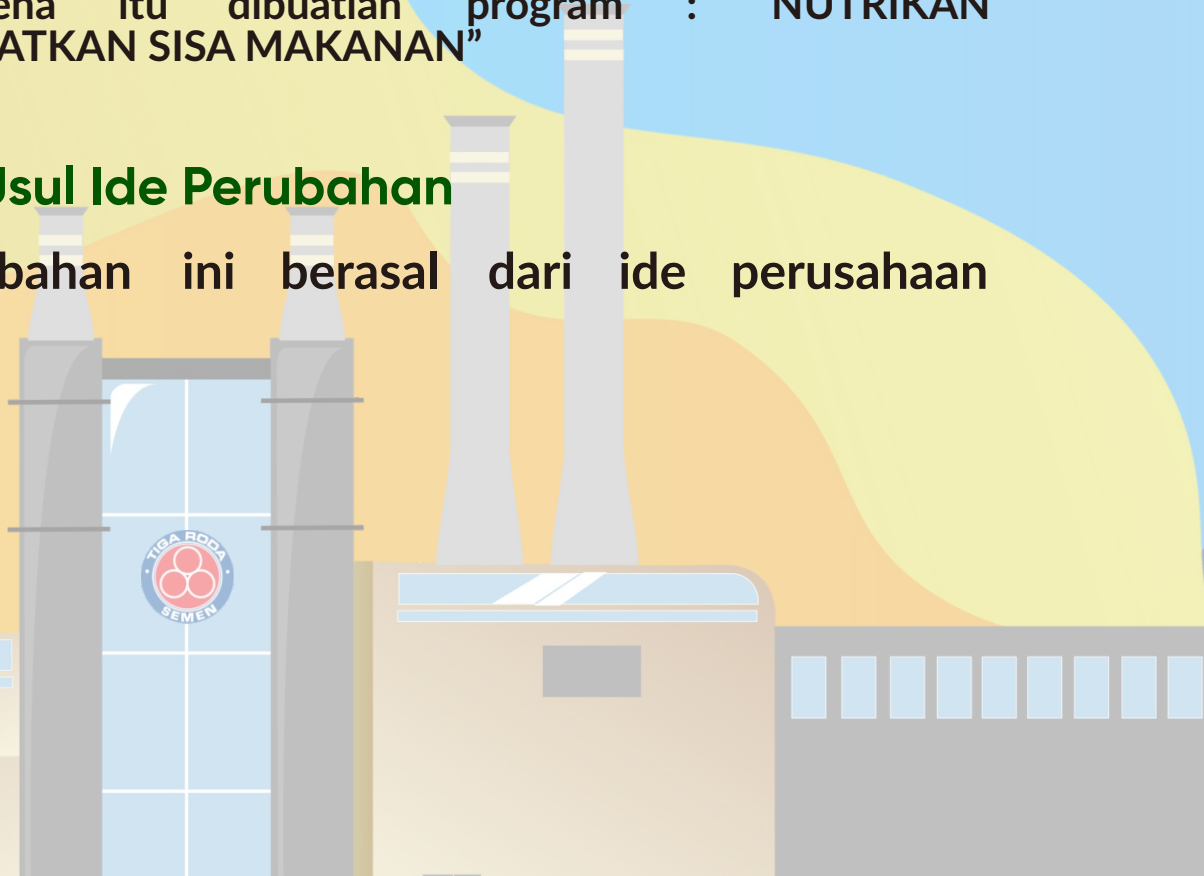 ena itu dibuatlah program : NUTRIKAN
ATKAN SISA MAKANAN”
Usul Ide Perubahan
bahan ini berasal dari ide perusahaan
TIGA RODA
SEMEN